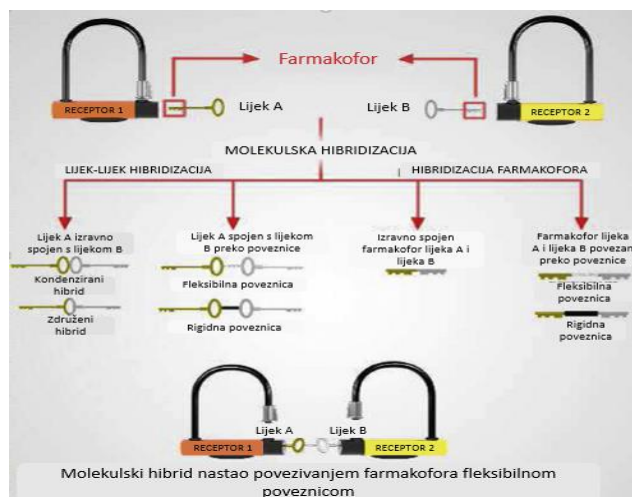 Farmakofor
RECEPTOR 1
Lijek A
Lijek B
RECEPTOR 2
MOLEKULSKA HIBRIDIZACIJA
LIJEK-LIJEK HIBRIDIZACIJA
HIBRIDIZACIJA FARMAKOFORA
Lijek A izravno
spojen s lijekom B
Kondenzirani
hibrid
Združeni
hibrid
Lijek A spojen s lijekom
B preko poveznice
Fleksibilna poveznica
Rigidna poveznica
Izravno spojen
farmakofor lijeka A i
lijeka B
Farmakofor lijeka
A i lijeka B povezan
preko poveznice
Fleksibilna
poveznica
Rigidna
poveznica
Lijek A
Lijek B
RECEPTOR 1
RECEPTOR 2
Molekulski hibrid nastao povezivanjem farmakofora fleksibilnom
poveznicom